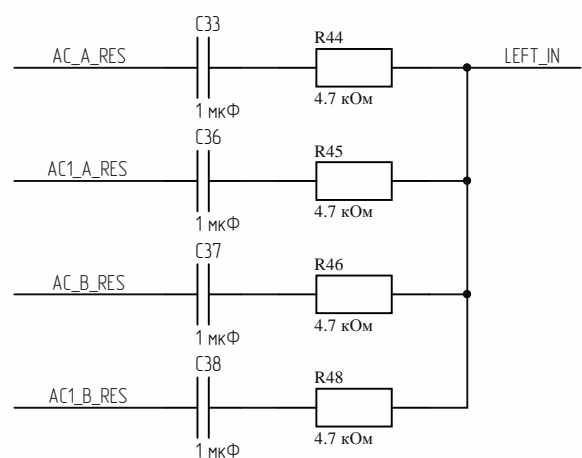 C33
R44
AC_A_RES
LEFT_IN
1 мкФ
4.7 кОм
C36
R45
AC1_A_RES
1 мкФ
4.7 кОм
C37
R46
AC_B_RES
1 мкФ
4.7 кОм
C38
R48
AC1_B_RES
1 мкФ
4.7 кОм